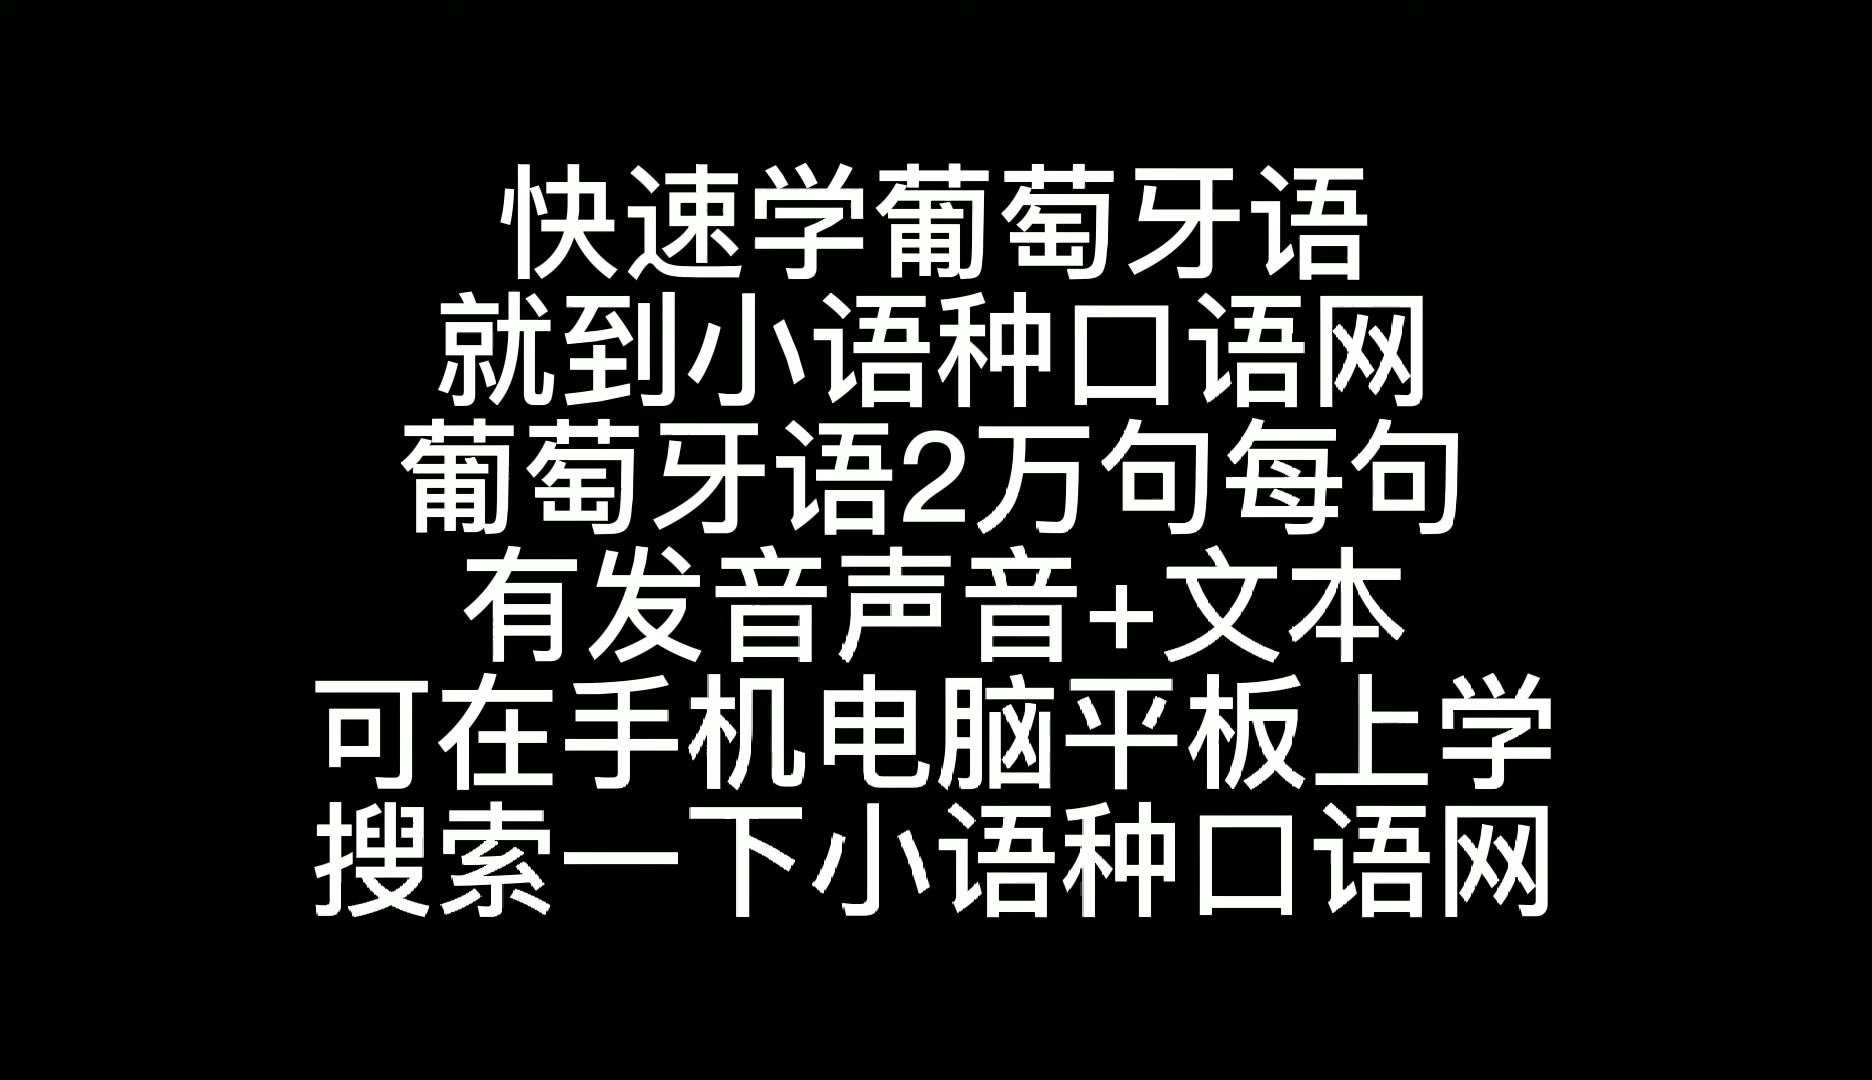 快速学葡萄牙语
就到小语种口语网
葡萄牙语2万句每句
有发音声音+文本
可在手机电脑平板上学
搜索一下小语种口语网